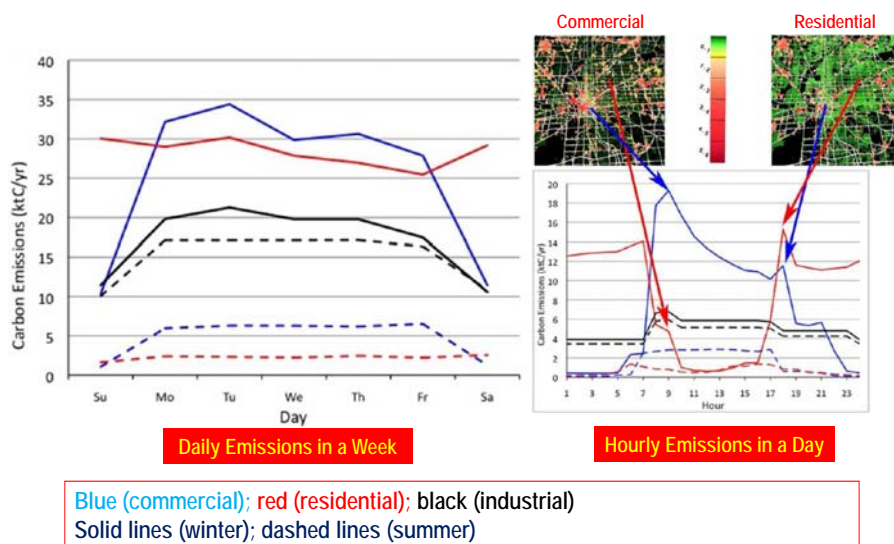 Commercial
Residential
40
35
30
25
20
15
10
5
0
Carbon Emissions (ktC/yr)
Su Mo Tu We Th Fr Sa
Day
20
18
16
14
12
10
8
6
4
2
0
Carbon Emissions (ktC/yr)
1 3 5 7 9 11 13 15 17 19 21 23
Hour
Daily Emissions in a Week
Hourly Emissions in a Day
Blue (commercial); red (residential); black (industrial)
Solid lines (winter); dashed lines (summer)